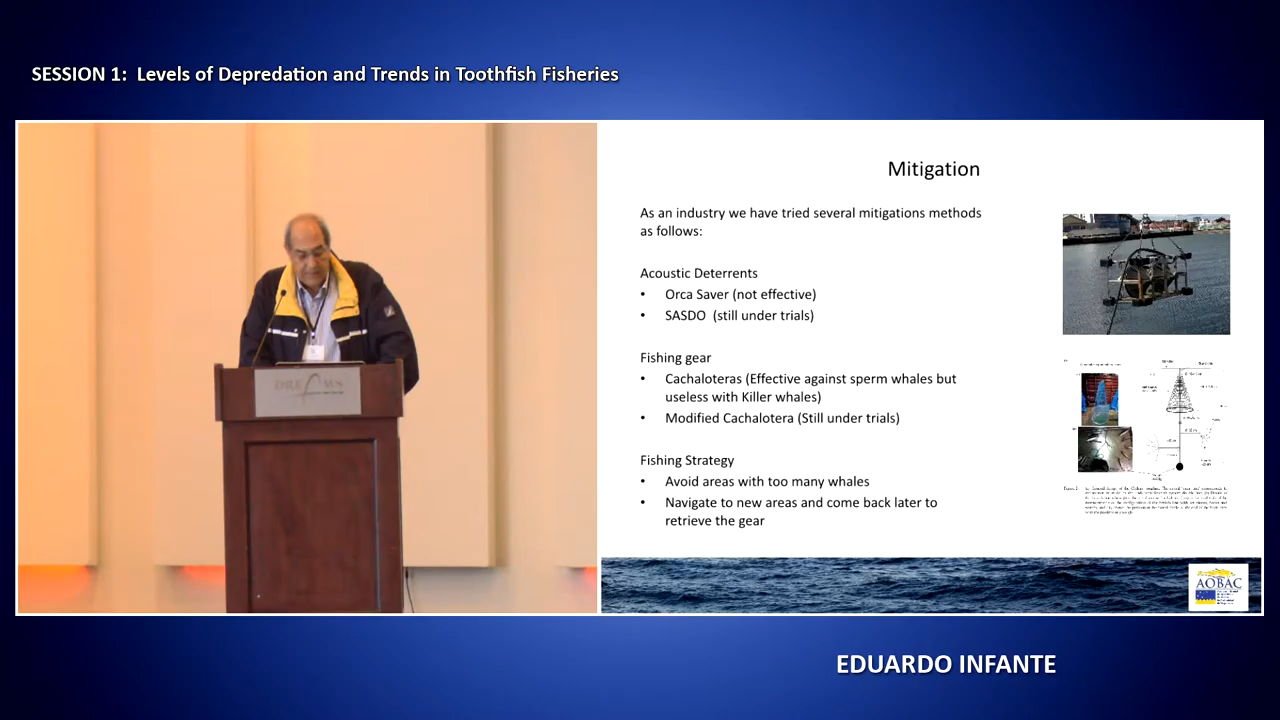 SESSION 1: Levels of Depredation and Trends in Toothfish Fisheries
Mitigation
As an industry we have tried several mitigations methods
as follows:
Acoustic Deterrents
• Orca Saver (not effective)
• SASDO (still under trials)
Fishing gear
• Cachaloteras (Effective against sperm whales but
useless with Killer whales)
• Modified Cachalotera (Still under trials)
Fishing Strategy
• Avoid areas with too many whales
• Navigate to new areas and come back later to
retrieve the gear
DREAMS
AOBAC
EDUARDO INFANTE